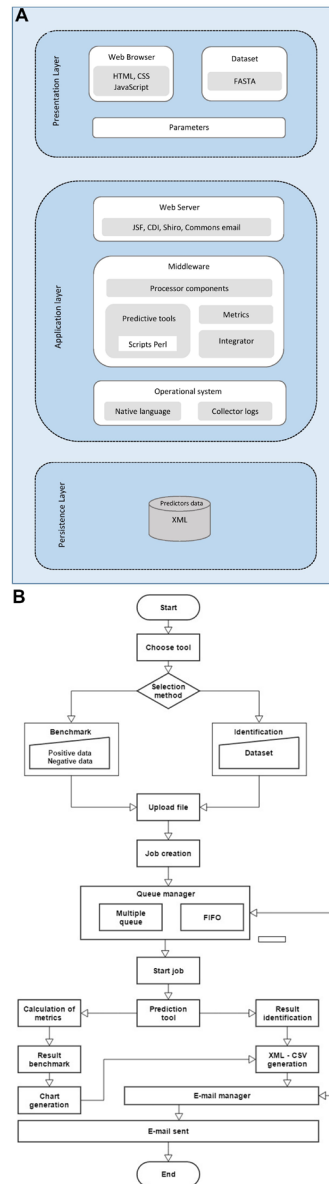 A
Presentation Layer
Web Browser
HTML, CSS
JavaScript
Dataset
FASTA
Parameters
Application layer
Web Server
JSF, CDI, Shiro, Commons email
Middleware
Processor components
Predictive tools
Scripts Perl
Metrics
Integrator
Operational system
Native language
Collector logs
Persistence Layer
Predictors data
XML
B
Start
Choose tool
Selection
method
Benchmark
Positive data
Negative data
Identification
Dataset
Upload file
Job creation
Queue manager
Multiple
queue
FIFO
Start job
Calculation of
metrics
Prediction
tool
Result
identification
Result
benchmark
XML - CSV
generation
Chart
generation
E-mail manager
E-mail sent
End